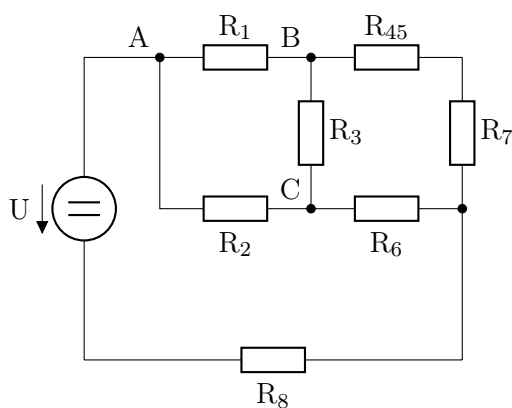 A R₁ B R₄₅
R₃ R₇
U
C
R₂ R₆
R₈